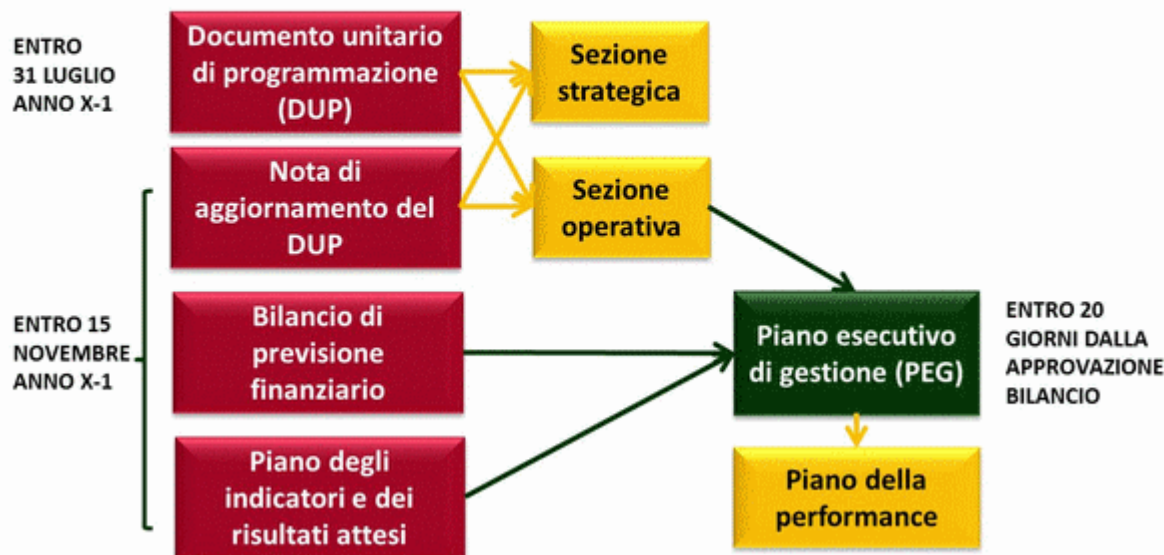 ENTRO
31 LUGLIO
ANNO X-1
Documento unitario
di programmazione
(DUP)
Sezione
strategica
Nota di
aggiornamento del
DUP
Sezione
operativa
ENTRO 15
NOVEMBRE
ANNO X-1
Bilancio di
previsione
finanziario
Piano esecutivo
di gestione (PEG)
ENTRO 20
GIORNI DALLA
APPROVAZIONE
BILANCIO
Piano degli
indicatori e dei
risultati attesi
Piano della
performance